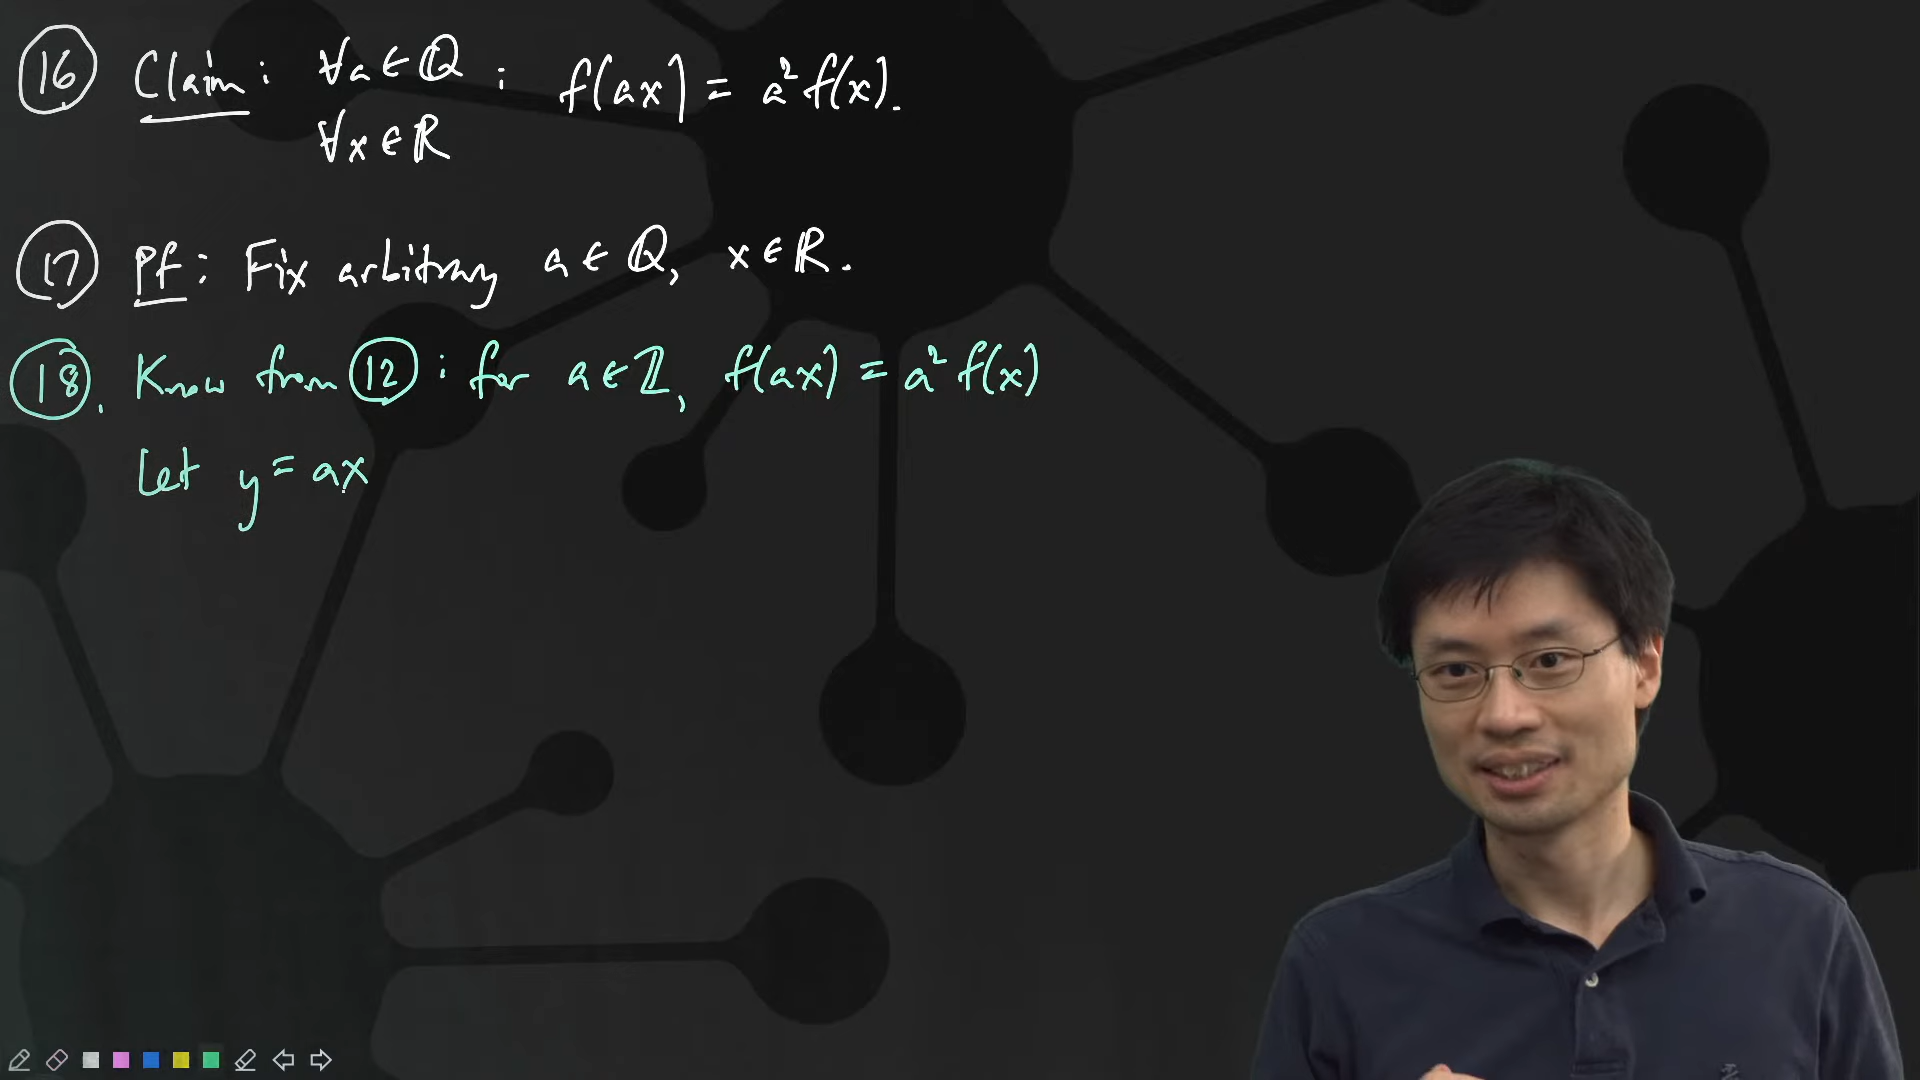 ⑯ Claim: ∀a∈ℚ : f(ax) = a²f(x).
∀x∈ℝ
⑰ Pf: Fix arbitrary a∈ℚ, x∈ℝ.
⑱. Know from ⑫: for a∈ℤ, f(ax) = a²f(x)
Let y = ax